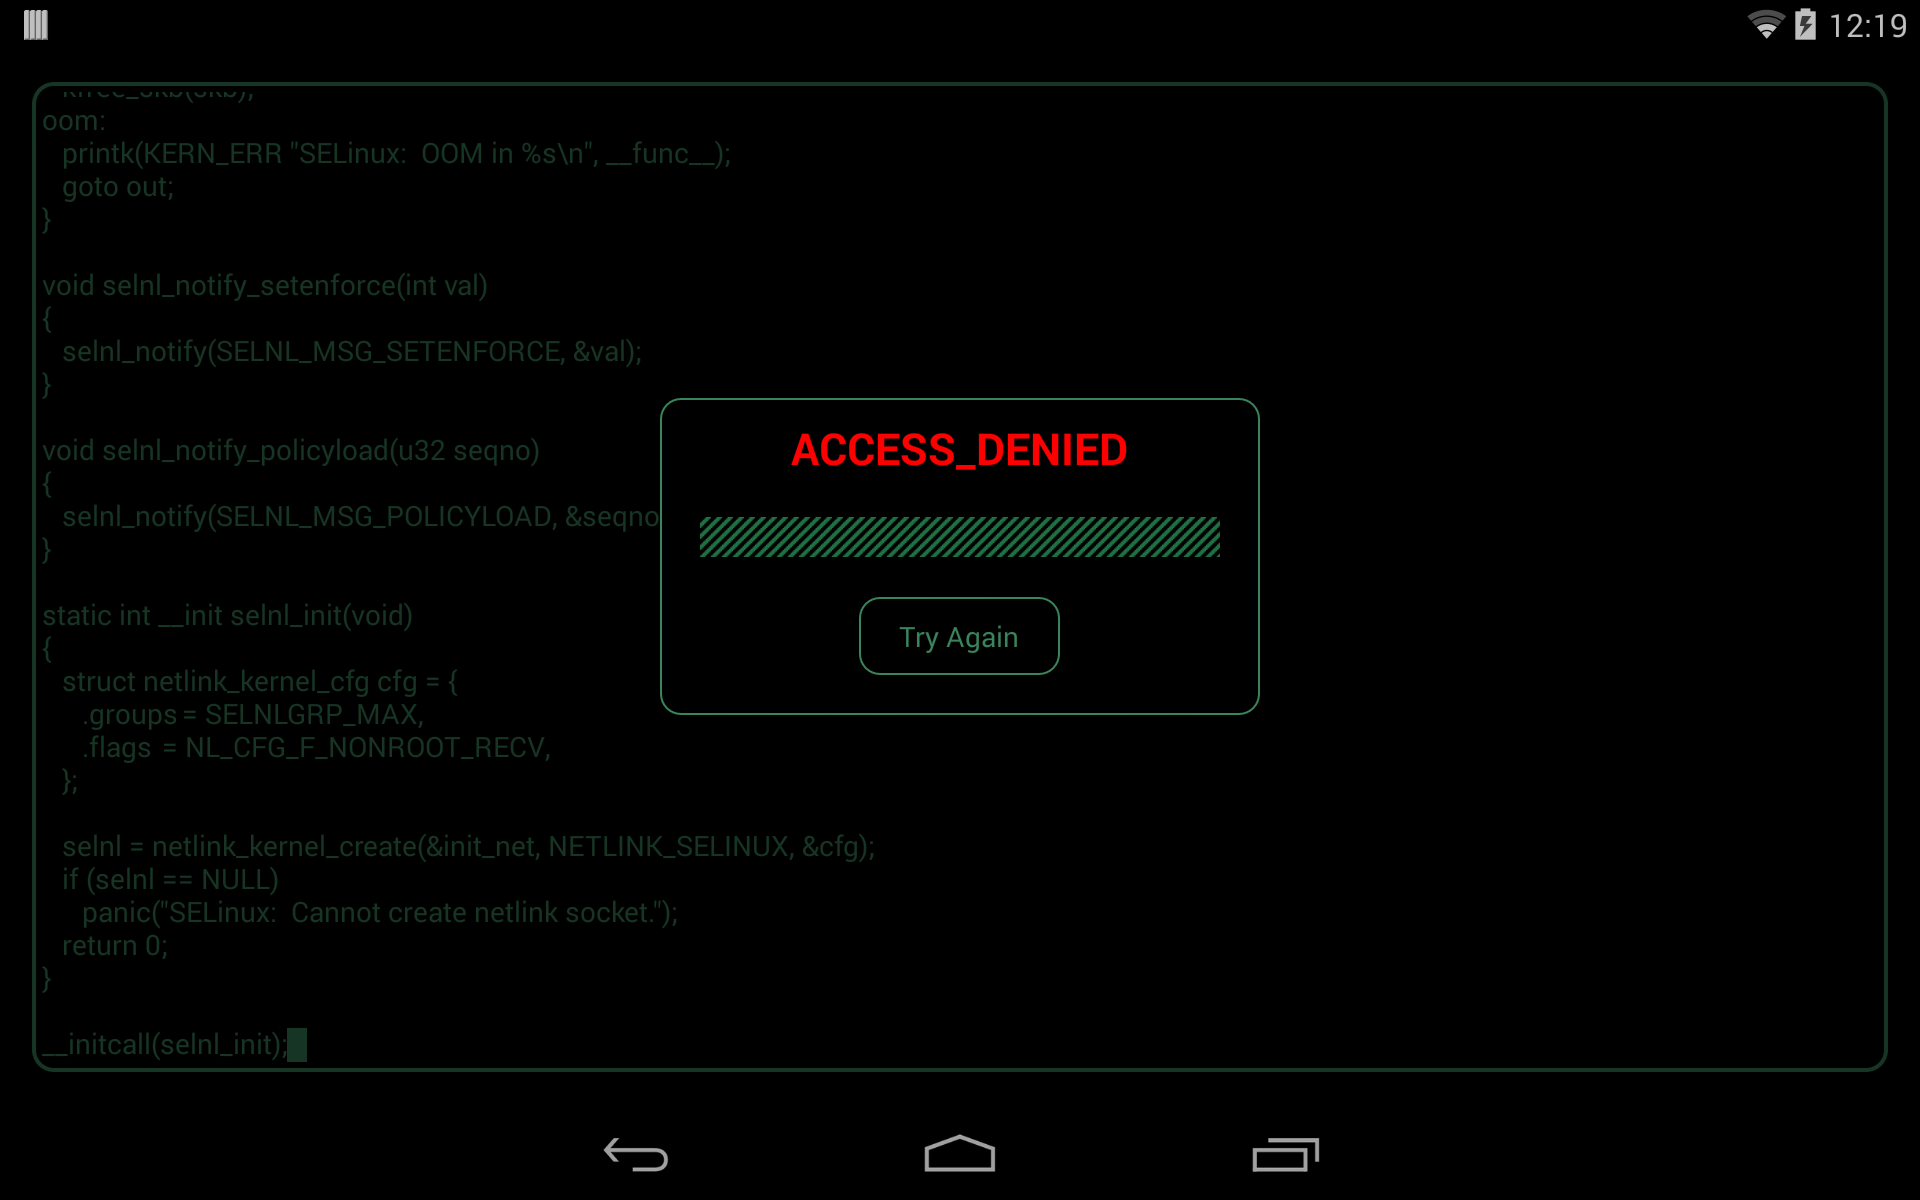 12:19
kfree_skb(skb);
oom:
printk(KERN_ERR "SELinux:  OOM in %s\n", __func__);
goto out;
}
void selnl_notify_setenforce(int val)
{
selnl_notify(SELNL_MSG_SETENFORCE, &val);
}
void selnl_notify_policyload(u32 seqno)
{
selnl_notify(SELNL_MSG_POLICYLOAD, &seqno
}
static int __init selnl_init(void)
{
struct netlink_kernel_cfg cfg = {
.groups = SELNLGRP_MAX,
.flags = NL_CFG_F_NONROOT_RECV,
};
selnl = netlink_kernel_create(&init_net, NETLINK_SELINUX, &cfg);
if (selnl == NULL)
panic("SELinux:  Cannot create netlink socket.");
return 0;
}
__initcall(selnl_init);
ACCESS_DENIED
Try Again